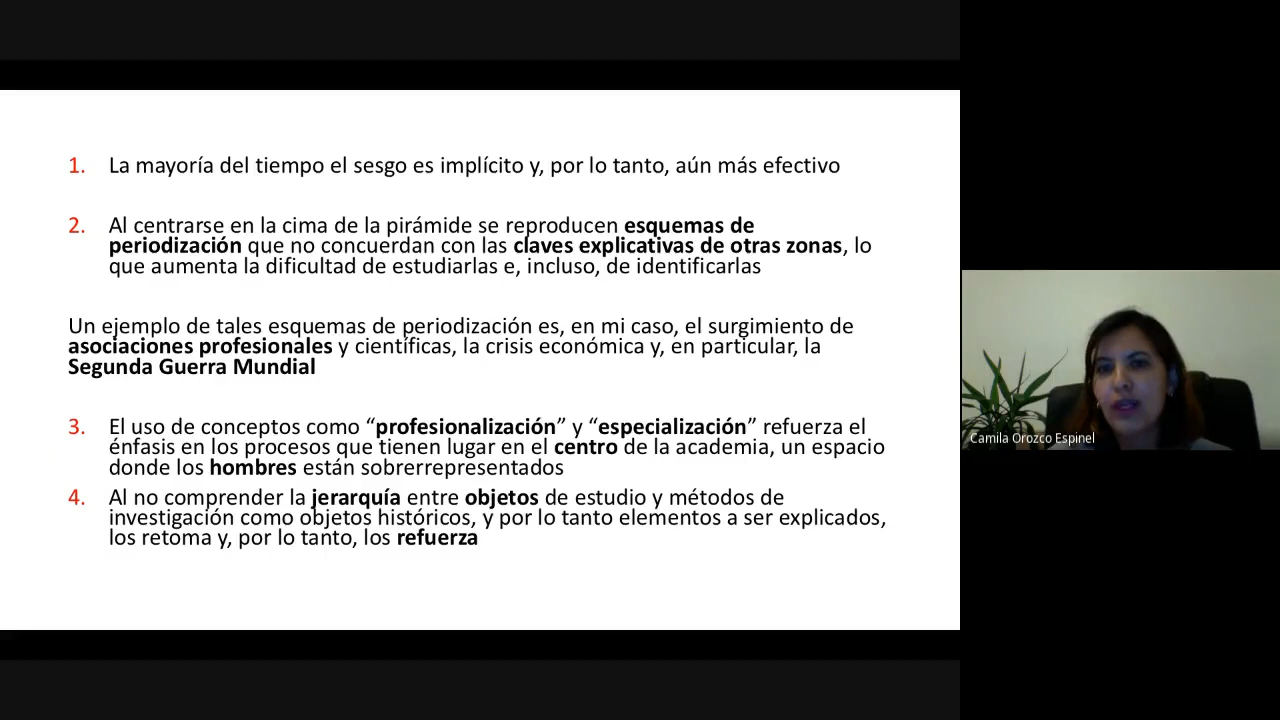 1. La mayoría del tiempo el sesgo es implícito y, por lo tanto, aún más efectivo
2. Al centrarse en la cima de la pirámide se reproducen esquemas de
periodización que no concuerdan con las claves explicativas de otras zonas, lo
que aumenta la dificultad de estudiarlas e, incluso, de identificarlas
Un ejemplo de tales esquemas de periodización es, en mi caso, el surgimiento de
asociaciones profesionales y científicas, la crisis económica y, en particular, la
Segunda Guerra Mundial
3. El uso de conceptos como “profesionalización” y “especialización” refuerza el
énfasis en los procesos que tienen lugar en el centro de la academia, un espacio
donde los hombres están sobrerrepresentados
4. Al no comprender la jerarquía entre objetos de estudio y métodos de
investigación como objetos históricos, y por lo tanto elementos a ser explicados,
los retoma y, por lo tanto, los refuerza
Camila Orozco Espinel